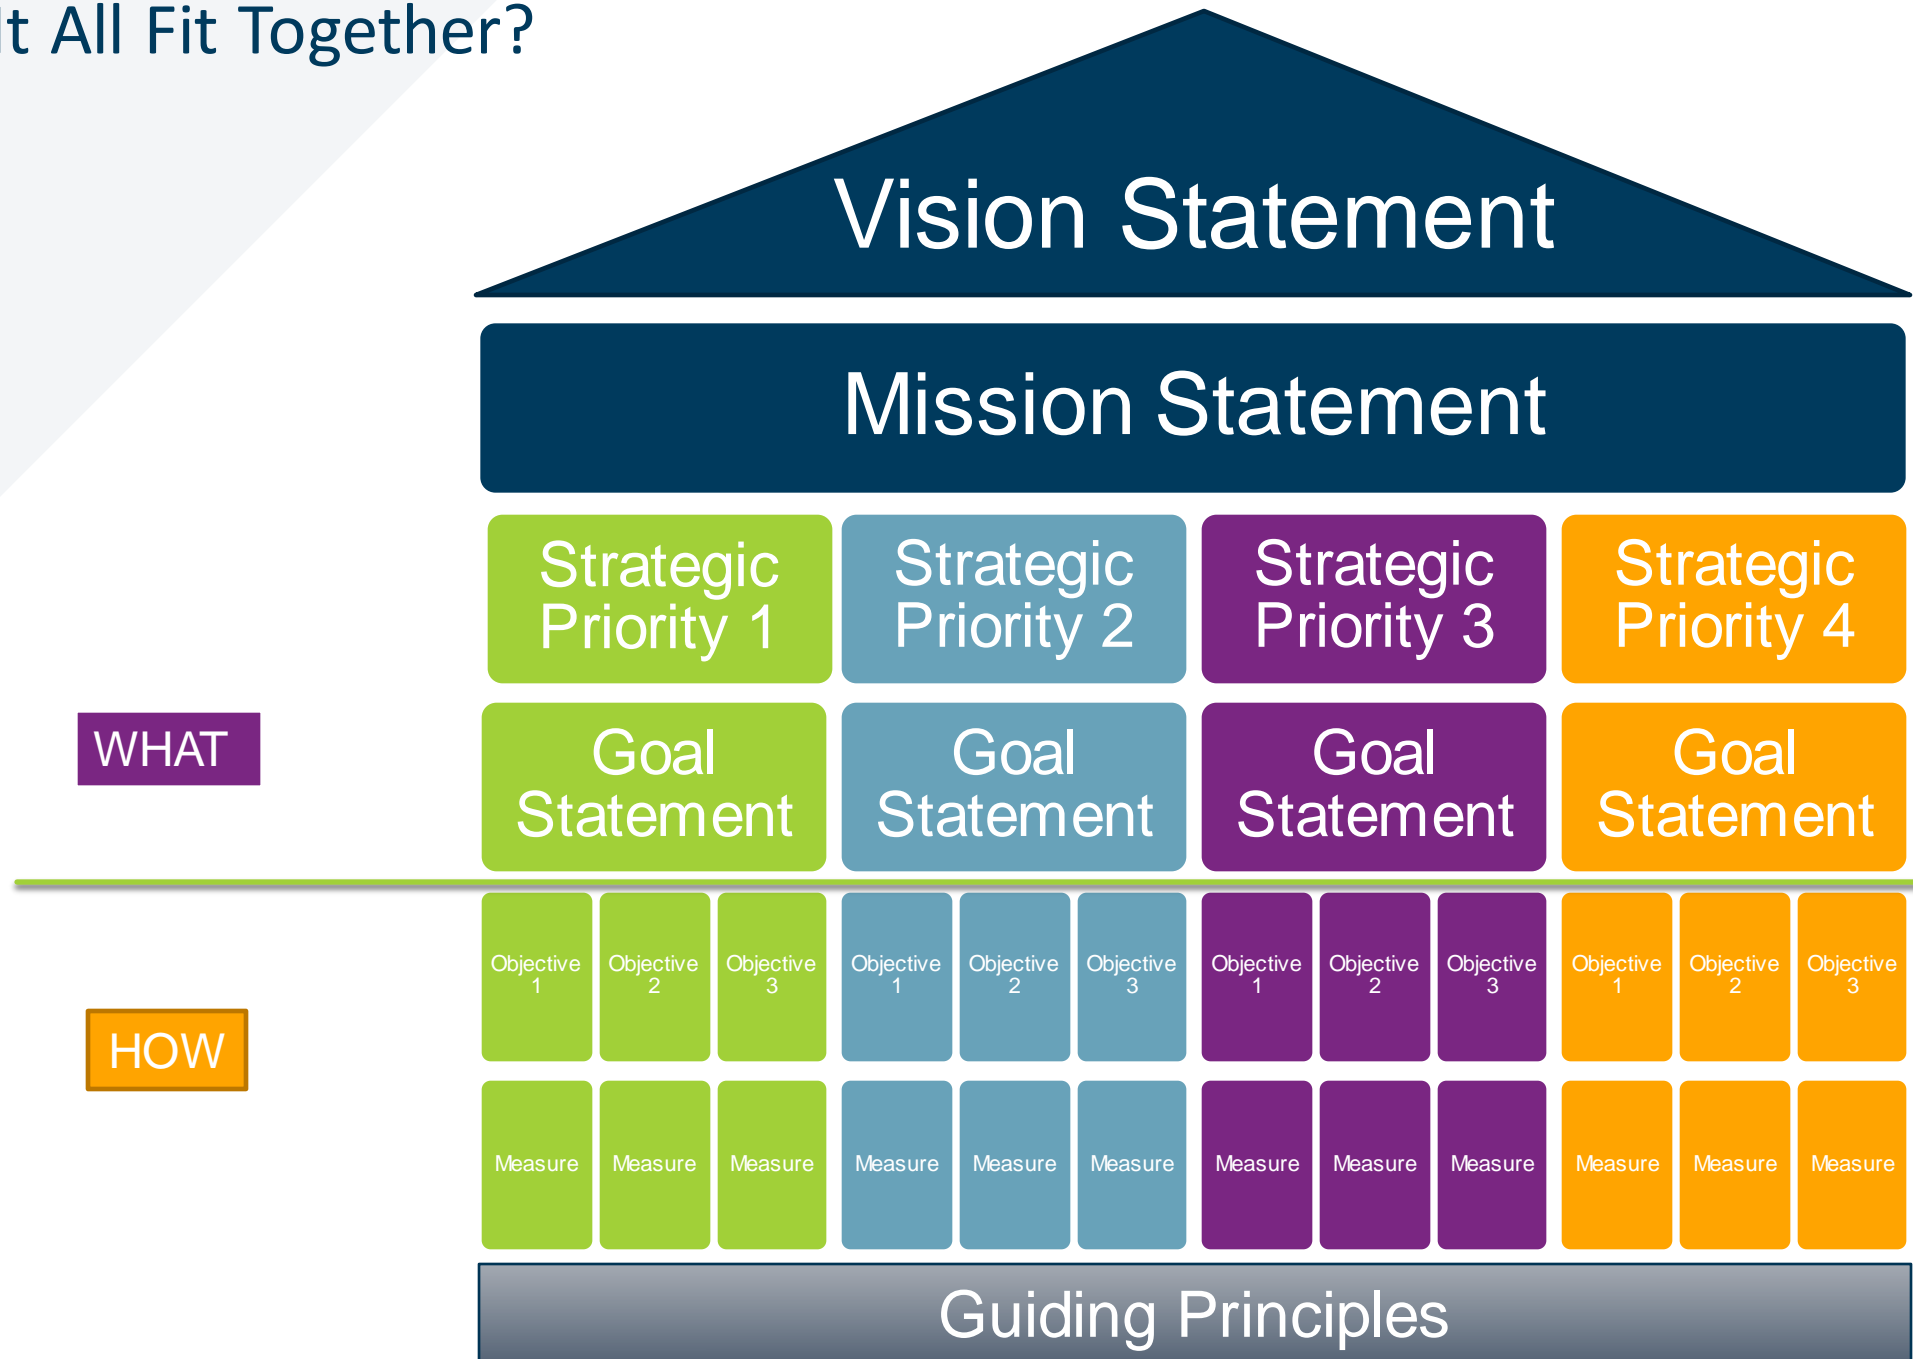 It All Fit Together?
Vision Statement
Mission Statement
Strategic
Priority 1
Strategic
Priority 2
Strategic
Priority 3
Strategic
Priority 4
WHAT
Goal
Statement
Goal
Statement
Goal
Statement
Goal
Statement
HOW
Objective
1
Objective
2
Objective
3
Objective
1
Objective
2
Objective
3
Objective
1
Objective
2
Objective
3
Objective
1
Objective
2
Objective
3
Measure
Measure
Measure
Measure
Measure
Measure
Measure
Measure
Measure
Measure
Measure
Measure
Guiding Principles